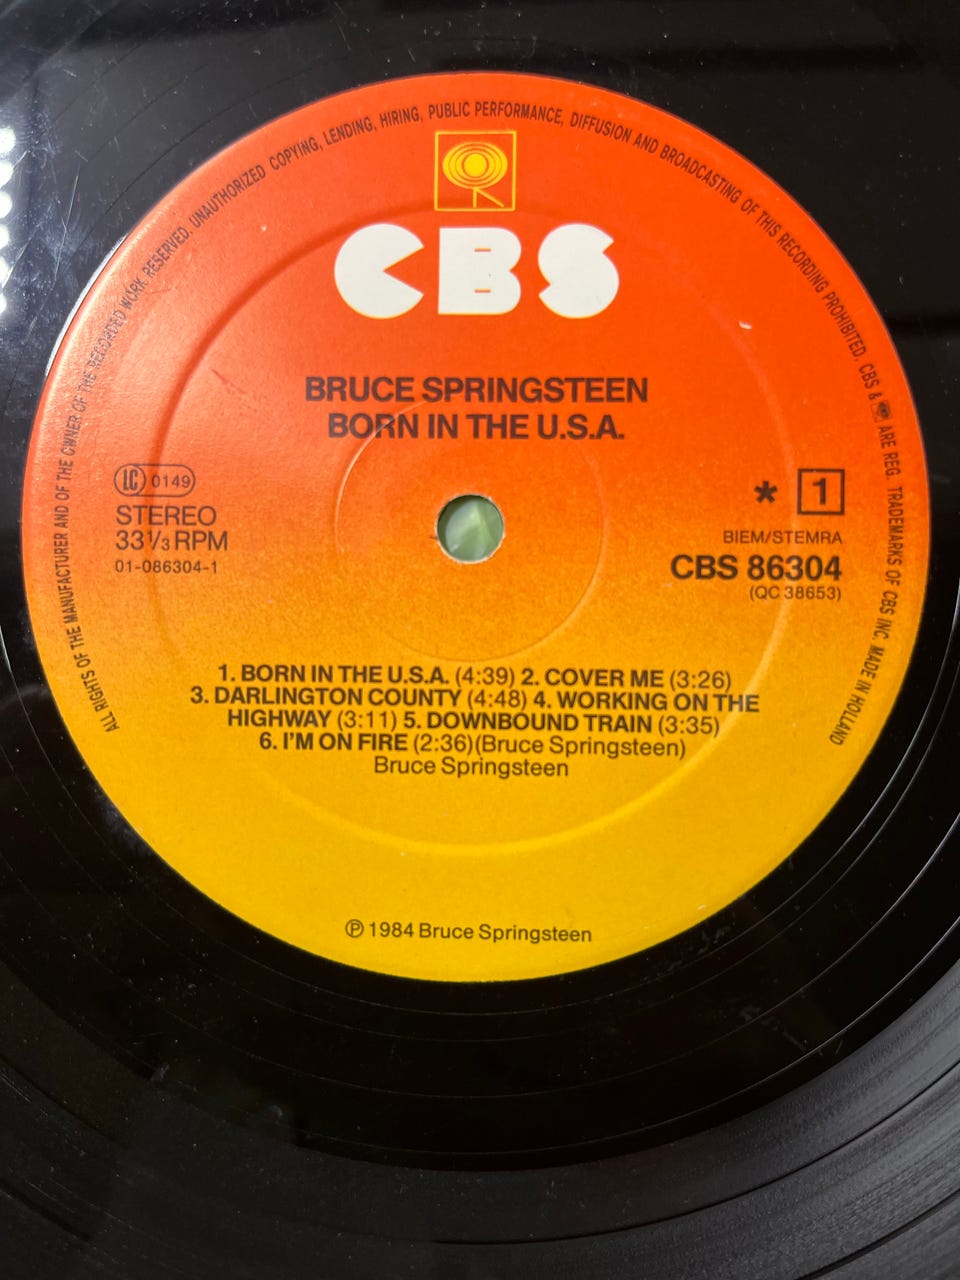 ALL RIGHTS OF THE MANUFACTURER AND OF THE OWNER OF THE RECORDED WORK RESERVED. UNAUTHORIZED COPYING, LENDING, HIRING, PUBLIC PERFORMANCE, DIFFUSION AND BROADCASTING OF THIS RECORDING PROHIBITED. CBS & ARE REG. TRADEMARKS OF CBS INC. MADE IN HOLLAND
CBS
BRUCE SPRINGSTEEN
BORN IN THE U.S.A.
LC 0149
STEREO
33⅓ RPM
01-086304-1
* 1
BIEM/STEMRA
CBS 86304
(QC 38653)
1. BORN IN THE U.S.A. (4:39) 2. COVER ME (3:26)
3. DARLINGTON COUNTY (4:48) 4. WORKING ON THE
HIGHWAY (3:11) 5. DOWNBOUND TRAIN (3:35)
6. I'M ON FIRE (2:36)(Bruce Springsteen)
Bruce Springsteen
℗ 1984 Bruce Springsteen